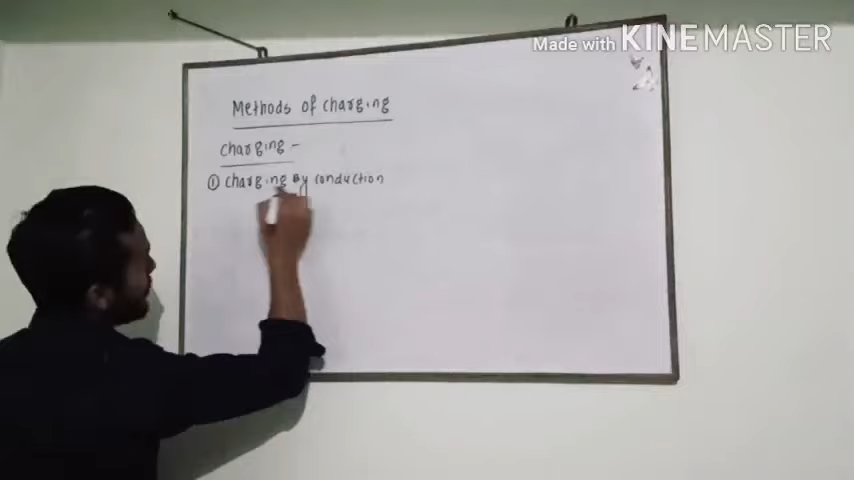 Made with KINEMASTER
Methods of charging
charging -
① charging By conduction